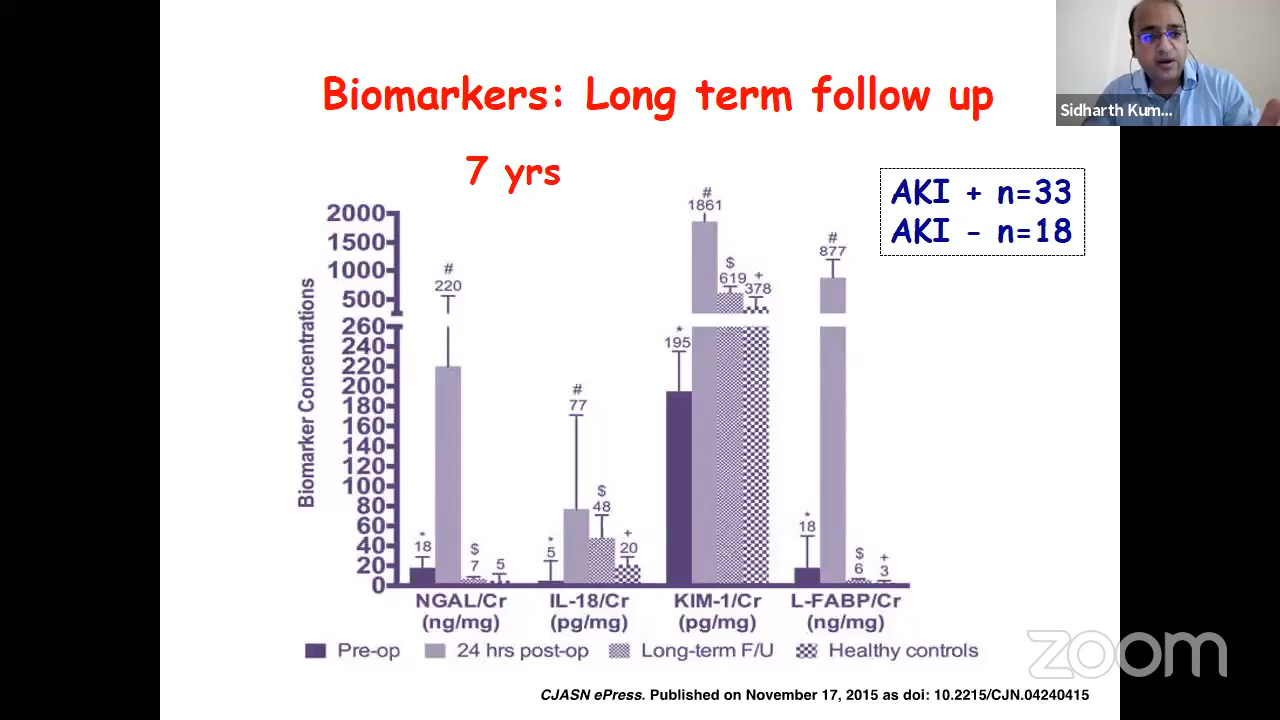 Biomarkers: Long term follow up
7 yrs
Sidharth Kum...
AKI + n=33
AKI - n=18
Biomarker Concentrations
2000
1500
1000
500
260
240
220
200
180
160
140
120
100
80
60
40
20
0
*
18
#
220
$
7
5
*
5
#
77
$
48
+
20
*
195
#
1861
$
619
+
378
*
18
#
877
$
6
+
3
NGAL/Cr
(ng/mg)
IL-18/Cr
(pg/mg)
KIM-1/Cr
(pg/mg)
L-FABP/Cr
(ng/mg)
Pre-op
24 hrs post-op
Long-term F/U
Healthy controls
zoom
CJASN ePress. Published on November 17, 2015 as doi: 10.2215/CJN.04240415